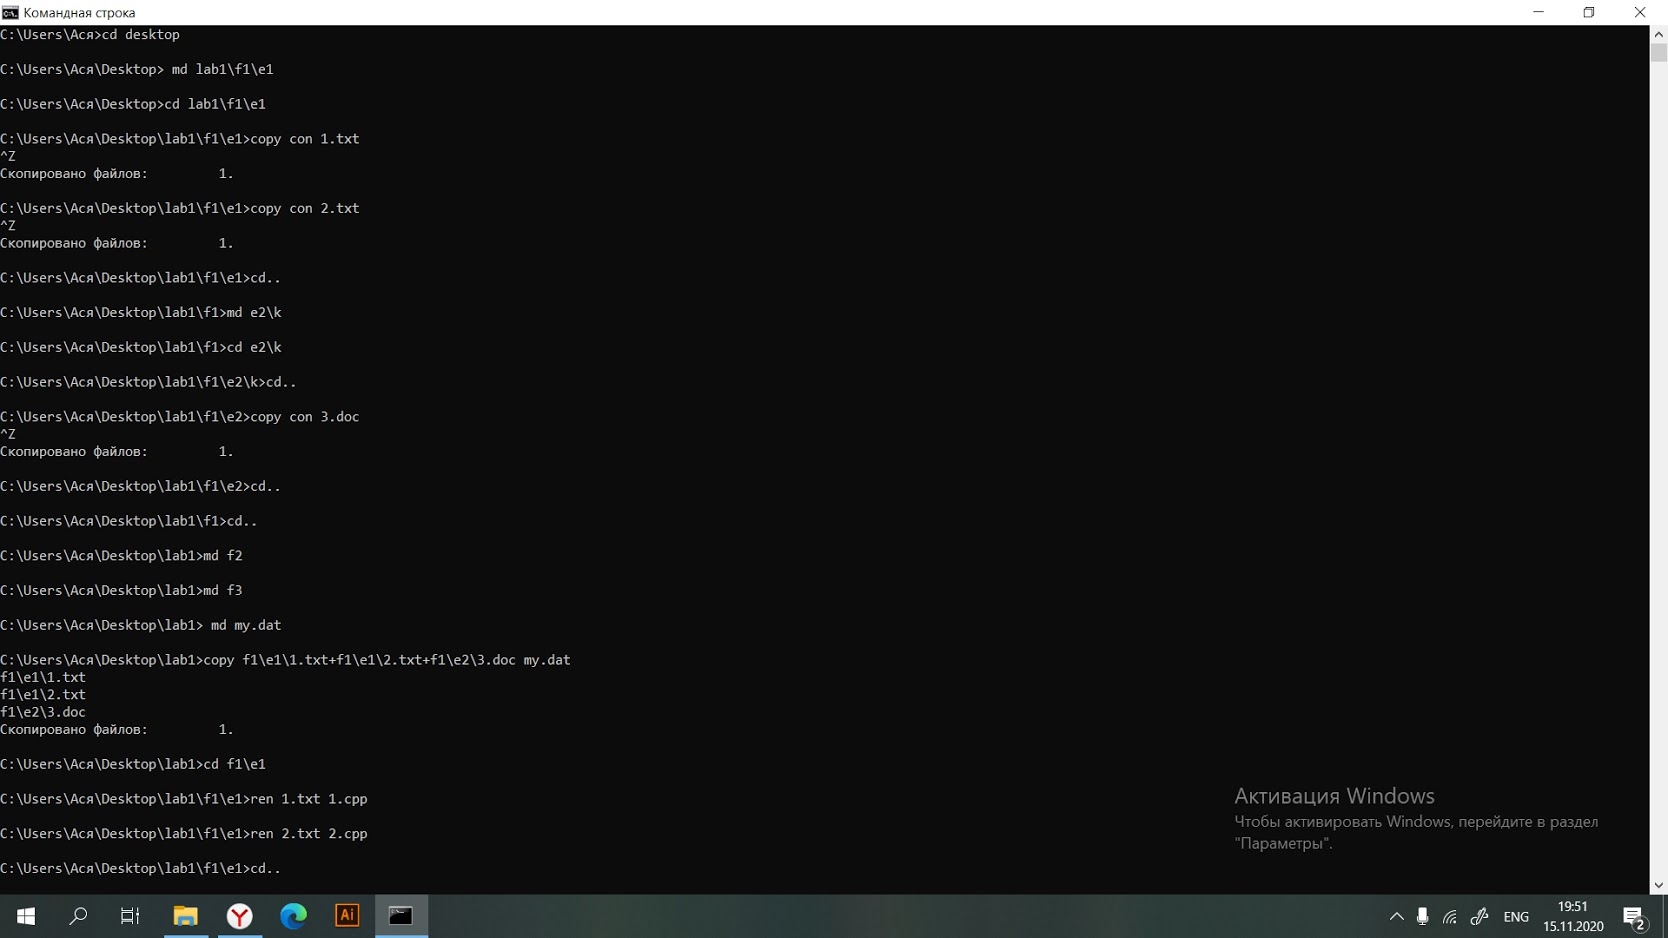 Командная строка
C:\Users\Ася>cd desktop
C:\Users\Ася\Desktop> md lab1\f1\e1
C:\Users\Ася\Desktop>cd lab1\f1\e1
C:\Users\Ася\Desktop\lab1\f1\e1>copy con 1.txt
^Z
Скопировано файлов:         1.
C:\Users\Ася\Desktop\lab1\f1\e1>copy con 2.txt
^Z
Скопировано файлов:         1.
C:\Users\Ася\Desktop\lab1\f1\e1>cd..
C:\Users\Ася\Desktop\lab1\f1>md e2\k
C:\Users\Ася\Desktop\lab1\f1>cd e2\k
C:\Users\Ася\Desktop\lab1\f1\e2\k>cd..
C:\Users\Ася\Desktop\lab1\f1\e2>copy con 3.doc
^Z
Скопировано файлов:         1.
C:\Users\Ася\Desktop\lab1\f1\e2>cd..
C:\Users\Ася\Desktop\lab1\f1>cd..
C:\Users\Ася\Desktop\lab1>md f2
C:\Users\Ася\Desktop\lab1>md f3
C:\Users\Ася\Desktop\lab1> md my.dat
C:\Users\Ася\Desktop\lab1>copy f1\e1\1.txt+f1\e1\2.txt+f1\e2\3.doc my.dat
f1\e1\1.txt
f1\e1\2.txt
f1\e2\3.doc
Скопировано файлов:         1.
C:\Users\Ася\Desktop\lab1>cd f1\e1
C:\Users\Ася\Desktop\lab1\f1\e1>ren 1.txt 1.cpp
C:\Users\Ася\Desktop\lab1\f1\e1>ren 2.txt 2.cpp
C:\Users\Ася\Desktop\lab1\f1\e1>cd..
Активация Windows
Чтобы активировать Windows, перейдите в раздел
"Параметры".
Ai
ENG
19:51
15.11.2020
2